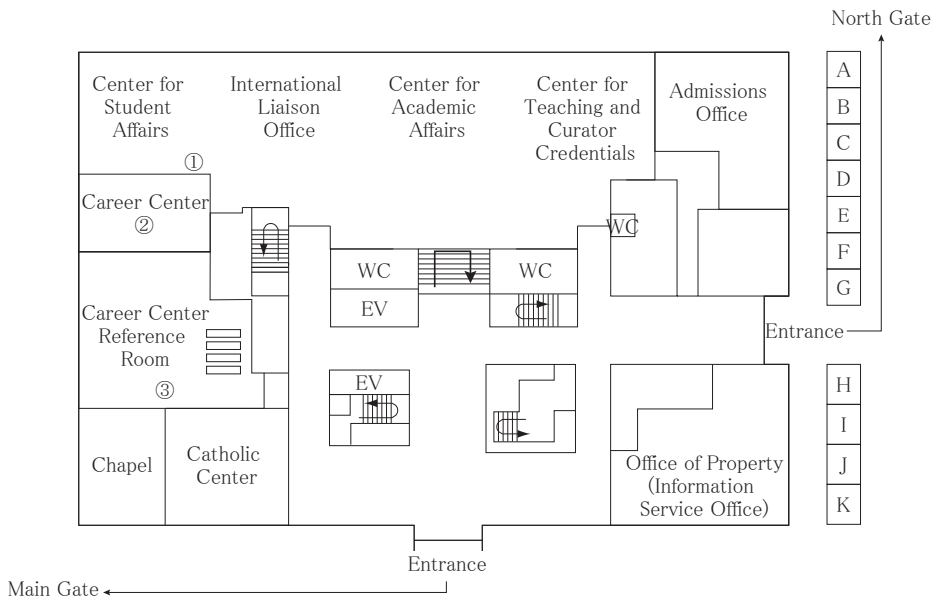 North Gate
Center for
Student
Affairs
International
Liaison
Office
Center for
Academic
Affairs
Center for
Teaching and
Curator
Credentials
Admissions
Office
A
B
C
D
E
F
G
①
Career Center
②
WC
WC
WC
EV
Entrance
Career Center
Reference
Room
③
EV
H
I
J
K
Chapel
Catholic
Center
Office of Property
(Information
Service Office)
Entrance
Main Gate